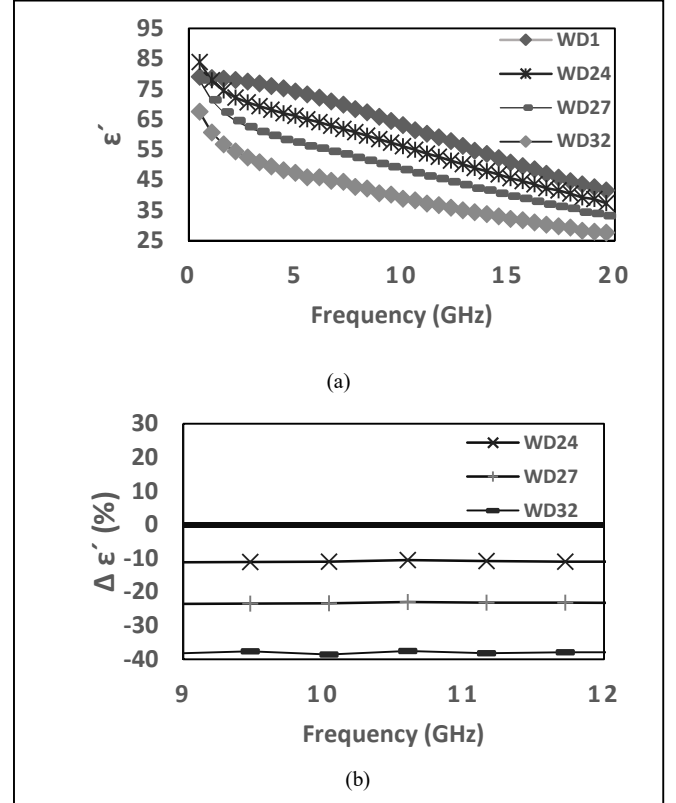 95
85
75
65
55
45
35
25
ε´
WD1
WD24
WD27
WD32
0 5 10 15 20
Frequency (GHz)
(a)
30
20
10
0
-10
-20
-30
-40
Δ ε´ (%)
WD24
WD27
WD32
9 10 11 12
Frequency (GHz)
(b)